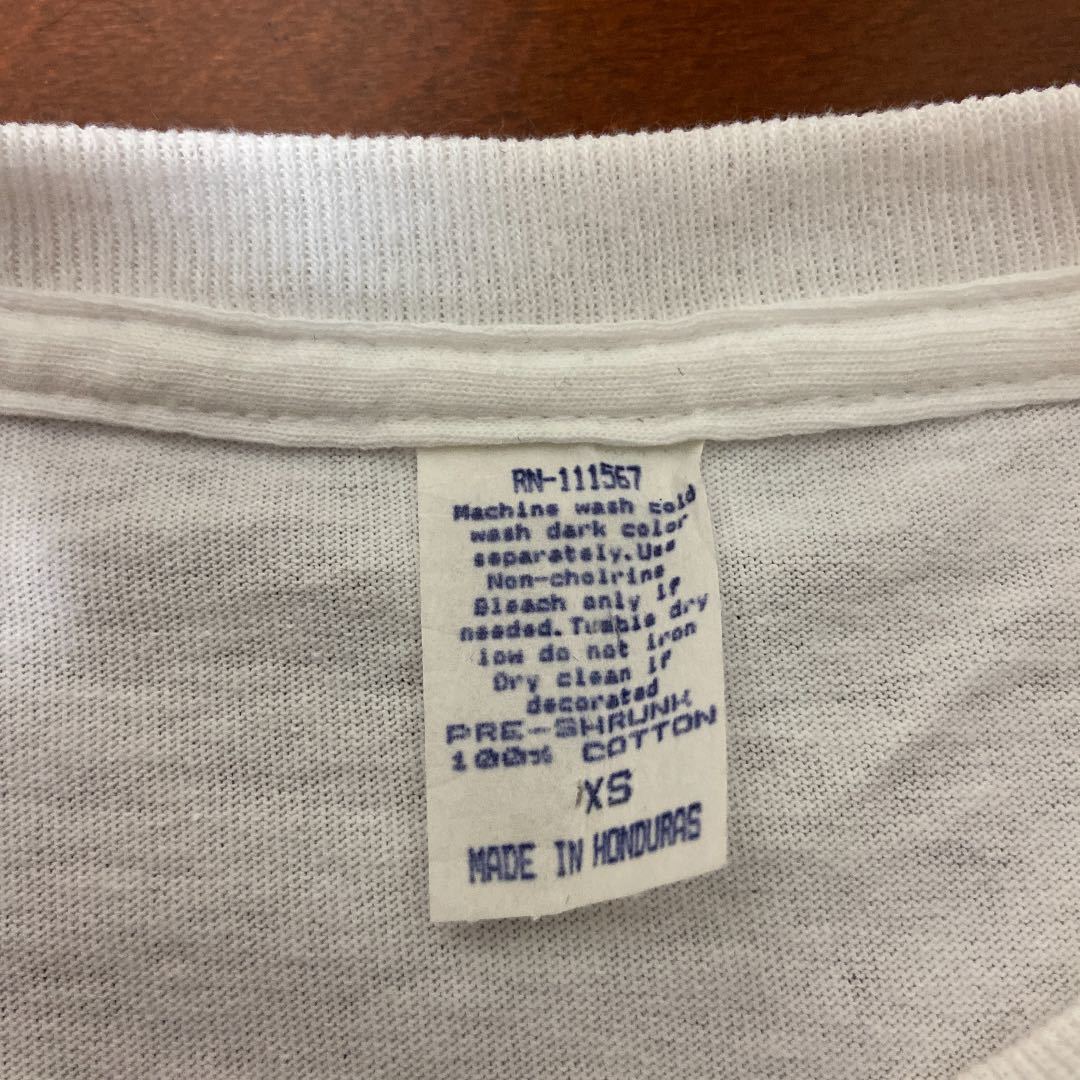 RN-111567
Machine wash cold
wash dark color
separately.Use
Non-cholrine
Bleach only if
needed.Tumble dry
low do not iron
Dry clean if
decorated
PRE-SHRUNK
100% COTTON
XS
MADE IN HONDURAS